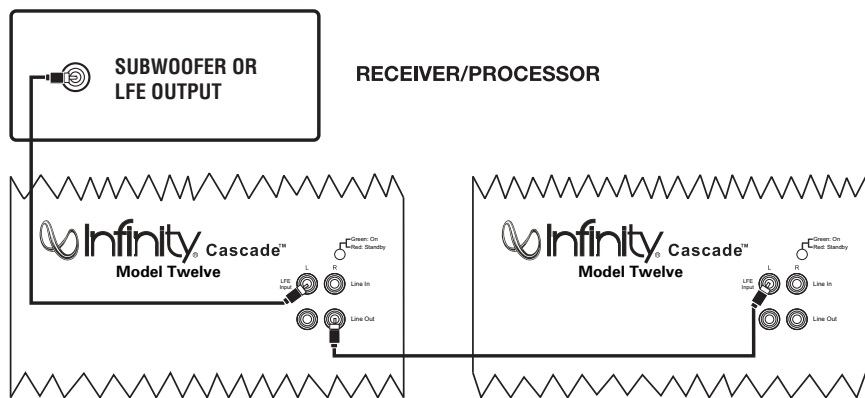 SUBWOOFER OR
LFE OUTPUT
RECEIVER/PROCESSOR
Infinity® Cascade™
Model Twelve
Green: On
Red: Standby
L R
LFE
Input
Line In
Line Out
Infinity® Cascade™
Model Twelve
Green: On
Red: Standby
L R
LFE
Input
Line In
Line Out